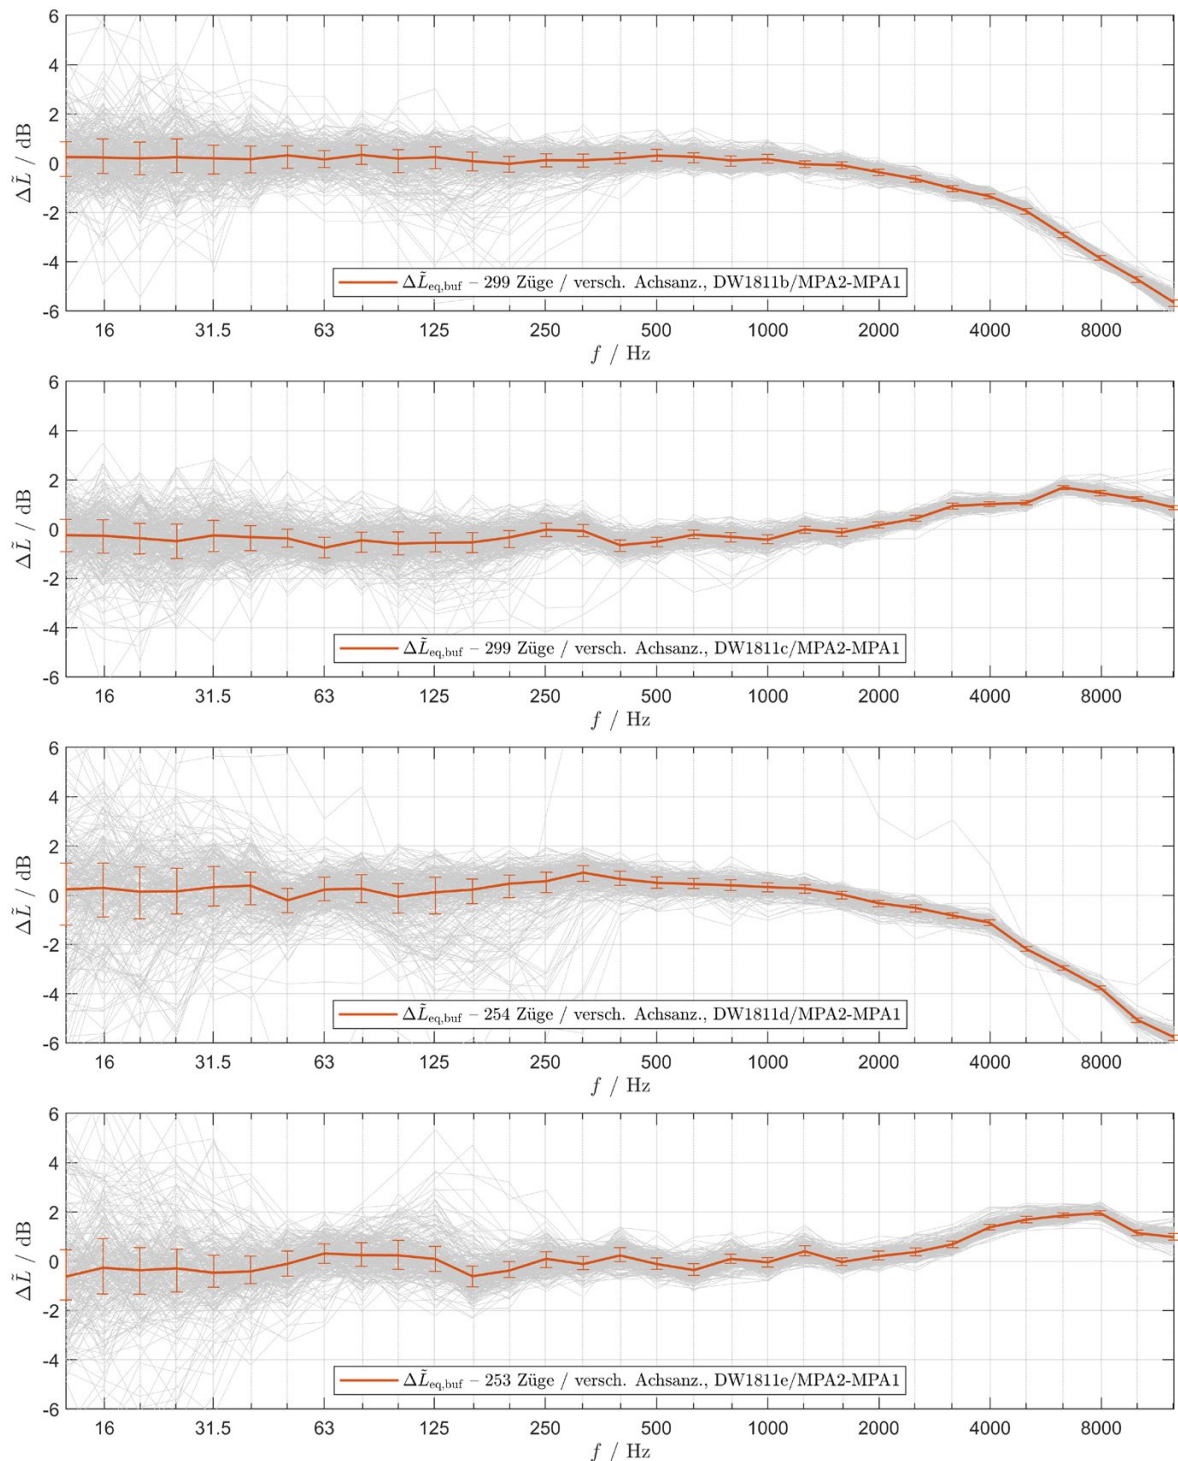 6
4
2
0
-2
-4
-6
ΔL̃ / dB
ΔL̃eq,buf – 299 Züge / versch. Achsanz., DW1811b/MPA2-MPA1
16 31.5 63 125 250 500 1000 2000 4000 8000
f / Hz
6
4
2
0
-2
-4
-6
ΔL̃ / dB
ΔL̃eq,buf – 299 Züge / versch. Achsanz., DW1811c/MPA2-MPA1
16 31.5 63 125 250 500 1000 2000 4000 8000
f / Hz
6
4
2
0
-2
-4
-6
ΔL̃ / dB
ΔL̃eq,buf – 254 Züge / versch. Achsanz., DW1811d/MPA2-MPA1
16 31.5 63 125 250 500 1000 2000 4000 8000
f / Hz
6
4
2
0
-2
-4
-6
ΔL̃ / dB
ΔL̃eq,buf – 253 Züge / versch. Achsanz., DW1811e/MPA2-MPA1
16 31.5 63 125 250 500 1000 2000 4000 8000
f / Hz